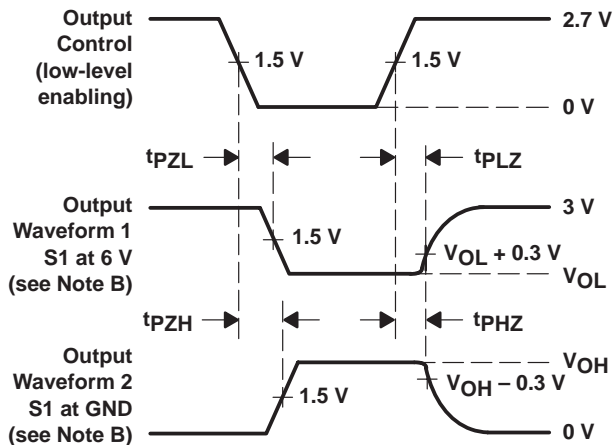 Output
Control
(low-level
enabling)
1.5 V
1.5 V
2.7 V
0 V
tPZL
tPLZ
Output
Waveform 1
S1 at 6 V
(see Note B)
1.5 V
3 V
VOL + 0.3 V
VOL
tPZH
tPHZ
Output
Waveform 2
S1 at GND
(see Note B)
1.5 V
VOH
VOH – 0.3 V
0 V